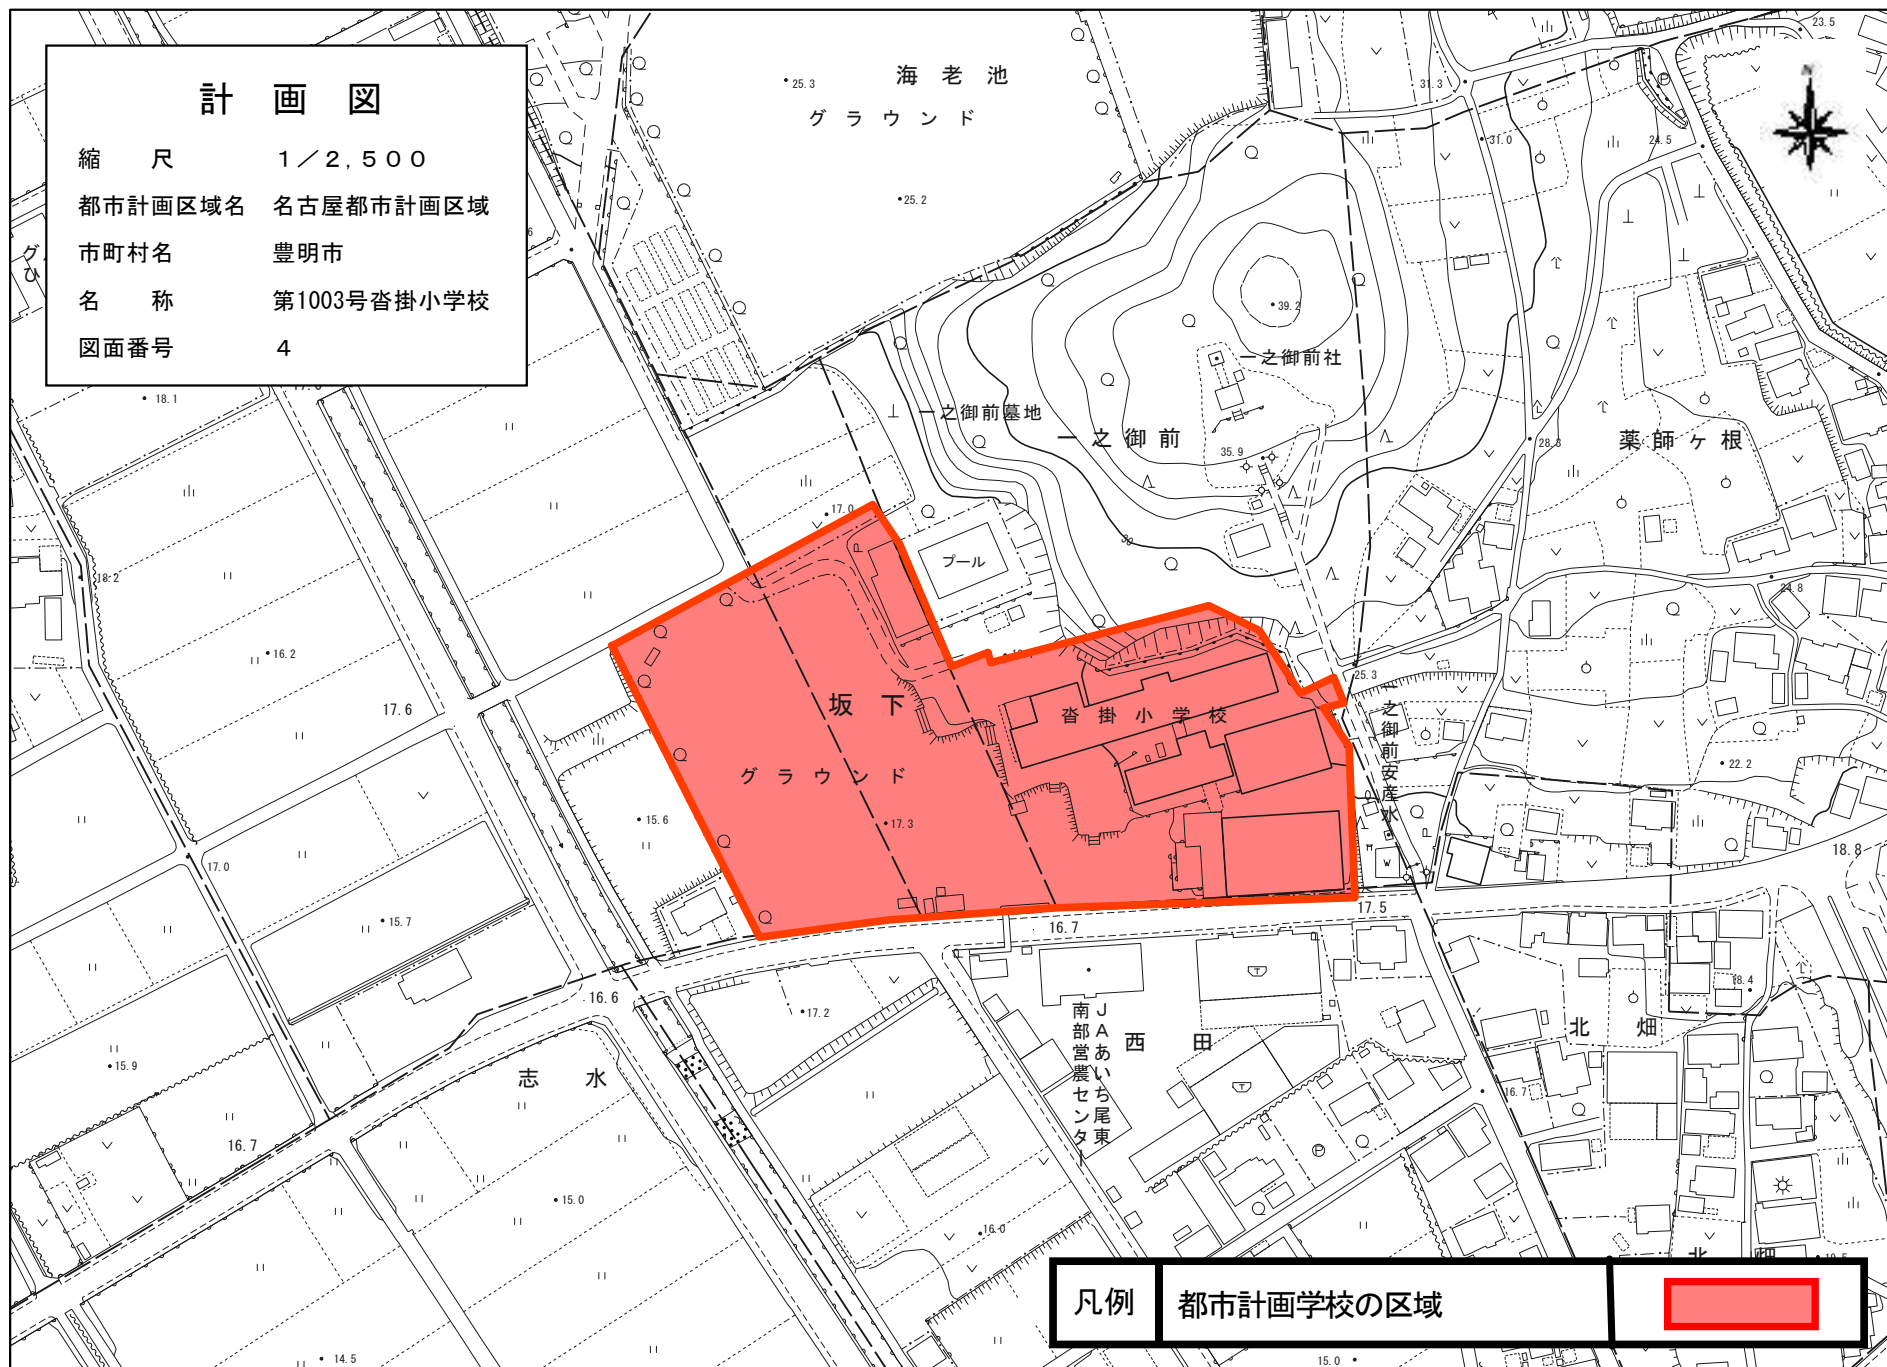 計画図
縮尺 1/2,500
都市計画区域名 名古屋都市計画区域
市町村名 豊明市
名称 第1003号沓掛小学校
図面番号 4
海老池
グラウンド
25.3
25.2
23.5
31.3
31.0
24.5
39.2
一之御前社
一之御前墓地
一之御前
35.9
30
28.3
薬師ヶ根
18.1
18.2
17.0
プール
P
16.2
17.6
坂下
沓掛小学校
グラウンド
17.3
15.6
25.3
24.8
22.2
一之御前安産水
P
W
17.0
15.7
18.8
17.5
16.7
16.6
17.2
15.9
志水
JAあいち尾東
南部営農センター
西田
北畑
18.4
16.7
16.7
15.0
16.0
14.5
15.0
北畑
凡例 都市計画学校の区域